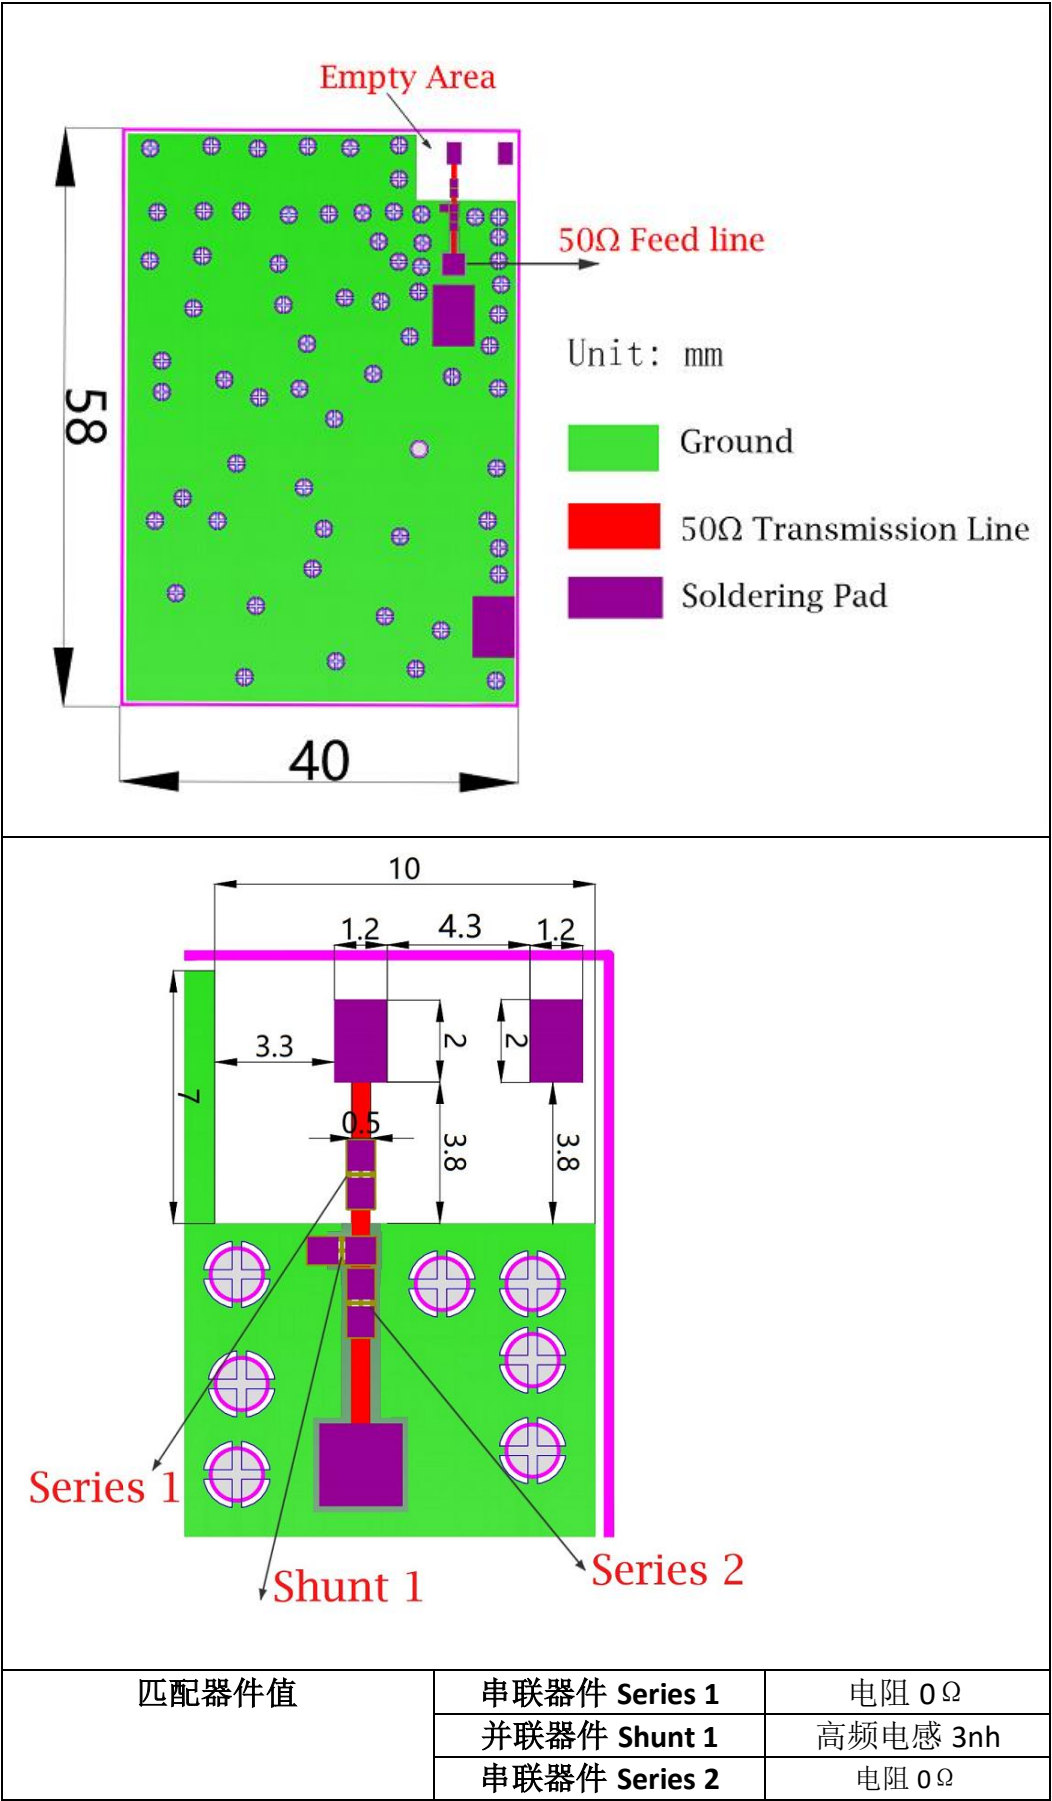 Empty Area
50Ω Feed line
Unit: mm
58
Ground
50Ω Transmission Line
Soldering Pad
40
10
1.2
4.3
1.2
2
2
3.3
7
0.5
3.8
3.8
Series 1
Shunt 1
Series 2
匹配器件值
串联器件 Series 1
电阻 0Ω
并联器件 Shunt 1
高频电感 3nh
串联器件 Series 2
电阻 0Ω